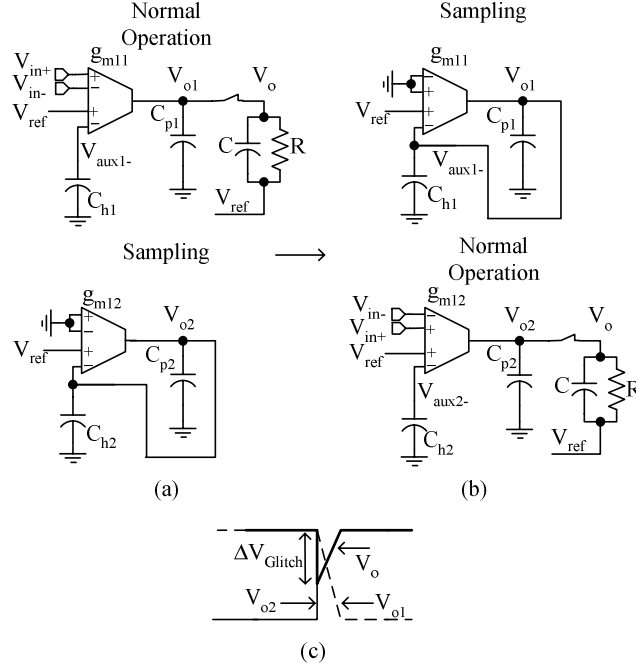 Normal
Operation
g_m11
V_in+
V_in-
V_ref
V_o1
V_o
C_p1
C
R
V_aux1-
C_h1
V_ref
Sampling
g_m11
V_ref
V_o1
C_p1
V_aux1-
C_h1
Sampling
g_m12
V_ref
V_o2
C_p2
C_h2
(a)
Normal
Operation
g_m12
V_in-
V_in+
V_ref
V_o2
V_o
C_p2
C
R
V_aux2-
C_h2
V_ref
(b)
ΔV_Glitch
V_o
V_o2
V_o1
(c)